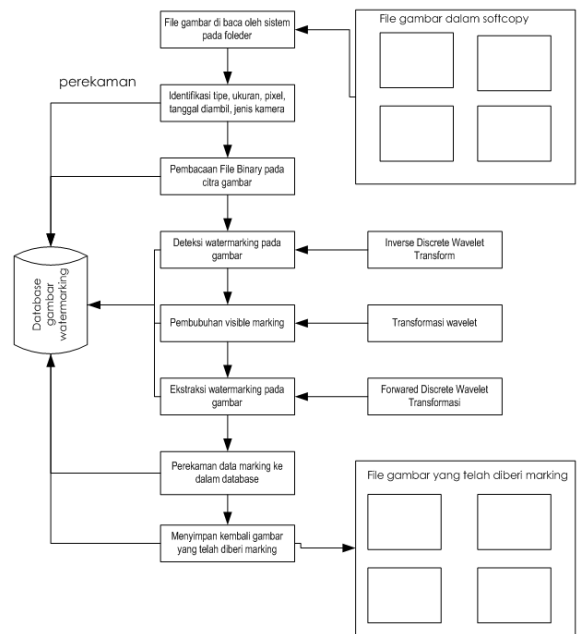 File gambar di baca oleh sistem
pada foleder
File gambar dalam softcopy
perekaman
Identifikasi tipe, ukuran, pixel,
tanggal diambil, jenis kamera
Pembacaan File Binary pada
citra gambar
Deteksi watermarking pada
gambar
Inverse Discrete Wavelet
Transform
Database
gambar
watermarking
Pembubuhan visible marking
Transformasi wavelet
Ekstraksi watermarking pada
gambar
Forwared Discrete Wavelet
Transformasi
Perekaman data marking ke
dalam database
File gambar yang telah diberi marking
Menyimpan kembali gambar
yang telah diberi marking